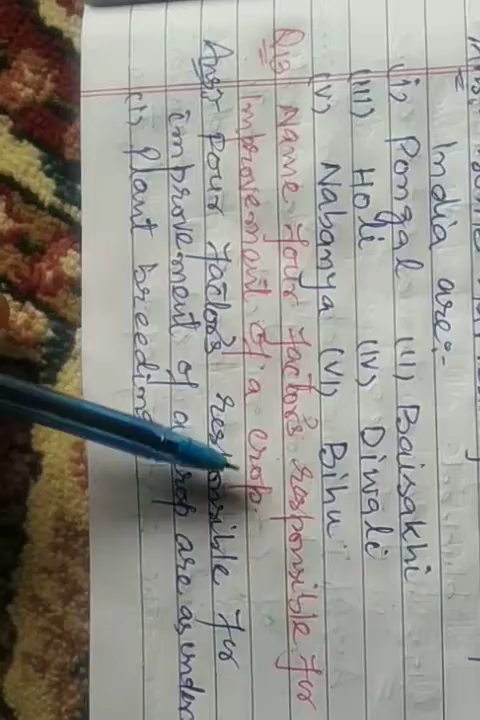 India are:-
(i) Pongal (ii) Baisakhi
(iii) Holi (iv) Diwali
(v) Nabanya (vi) Bihu
Q.13 Name four factors responsible for
improvement of a crop.
Ans:- Four factors responsible for
improvement of a crop are as under
(i) Plant breeding